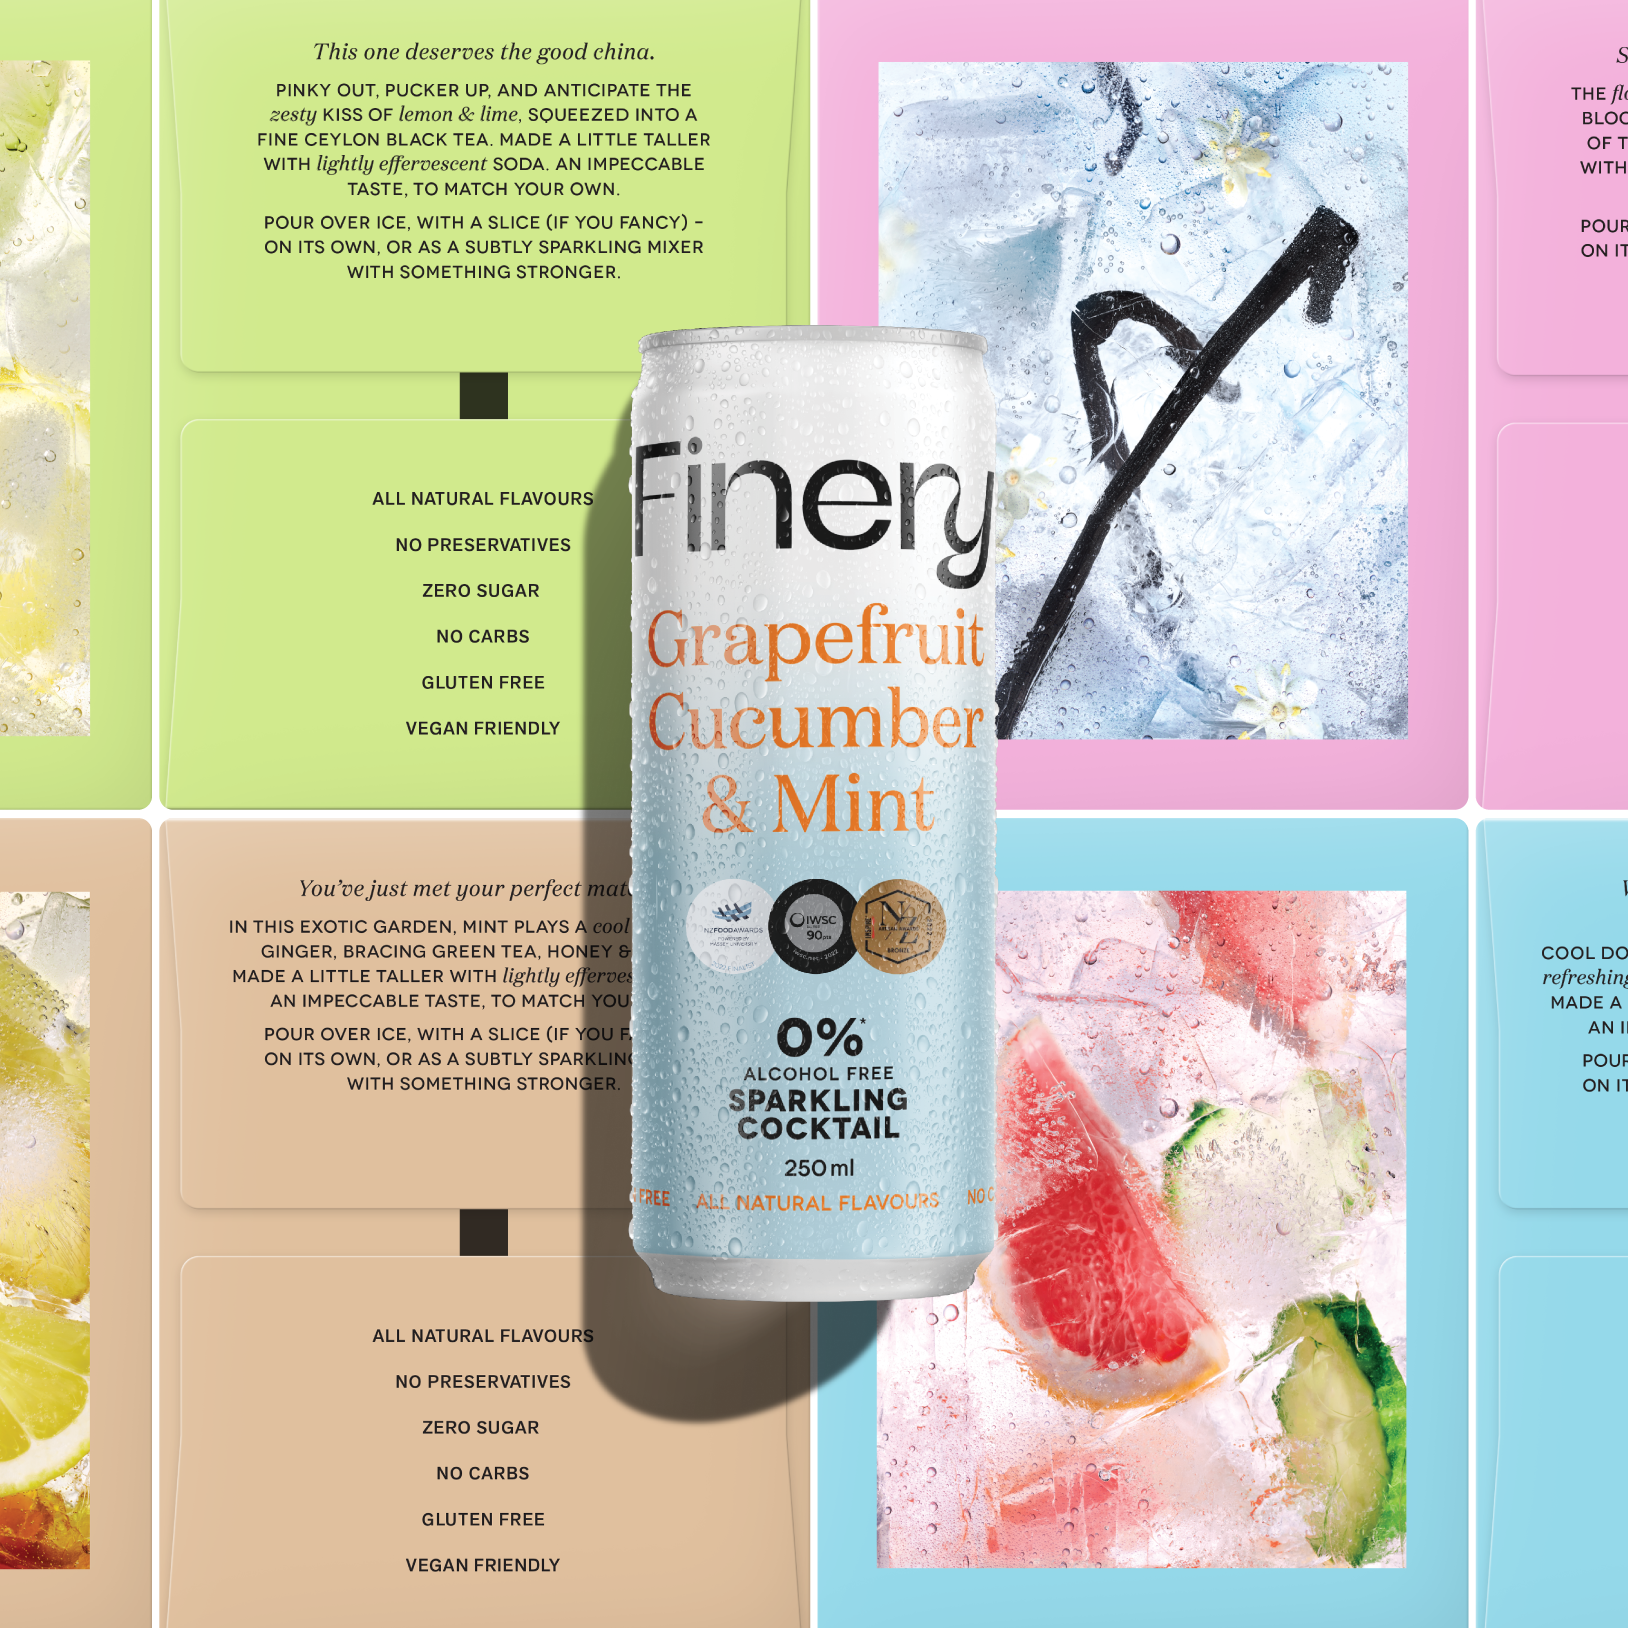 This one deserves the good china.
PINKY OUT, PUCKER UP, AND ANTICIPATE THE
zesty KISS OF lemon & lime, SQUEEZED INTO A
FINE CEYLON BLACK TEA. MADE A LITTLE TALLER
WITH lightly effervescent SODA. AN IMPECCABLE
TASTE, TO MATCH YOUR OWN.
POUR OVER ICE, WITH A SLICE (IF YOU FANCY) –
ON ITS OWN, OR AS A SUBTLY SPARKLING MIXER
WITH SOMETHING STRONGER.
ALL NATURAL FLAVOURS
NO PRESERVATIVES
ZERO SUGAR
NO CARBS
GLUTEN FREE
VEGAN FRIENDLY
THE
OF
WITH
POUR
ON
Finery
Grapefruit
Cucumber
& Mint
NZFOODAWARDS
IWSC
90pts
NZ
BRONZE
0%*
ALCOHOL FREE
SPARKLING
COCKTAIL
250ml
FREE ALL NATURAL FLAVOURS NO
You've just met your perfect
IN THIS EXOTIC GARDEN, MINT PLAYS A cool
GINGER, BRACING GREEN TEA, HONEY &
MADE A LITTLE TALLER WITH lightly
AN IMPECCABLE TASTE, TO MATCH
POUR OVER ICE, WITH A SLICE (IF YOU
ON ITS OWN, OR AS A SUBTLY SPARKLING
WITH SOMETHING STRONGER.
ALL NATURAL FLAVOURS
NO PRESERVATIVES
ZERO SUGAR
NO CARBS
GLUTEN FREE
VEGAN FRIENDLY
COOL
refreshing
MADE A
AN
POUR
ON